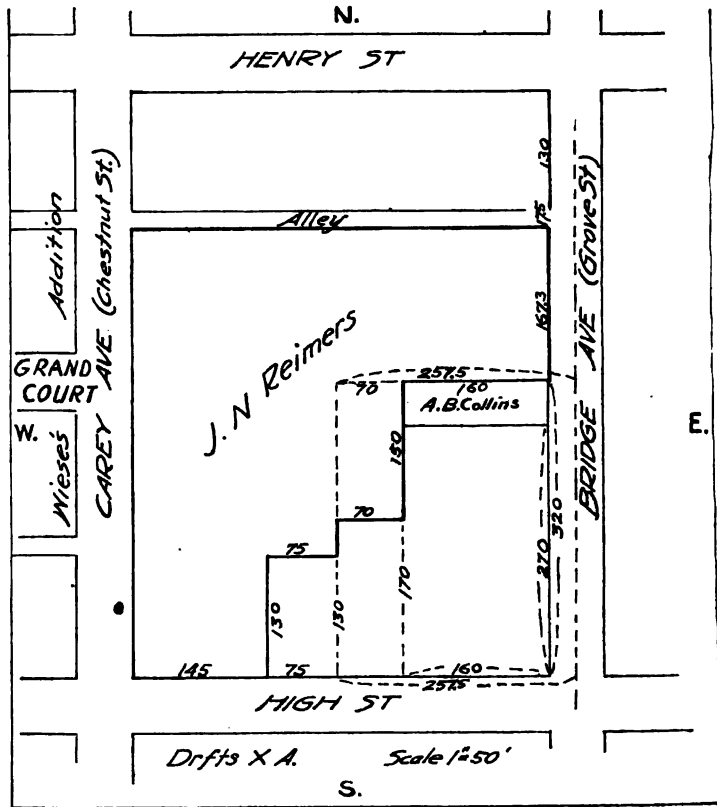 N.
HENRY ST
130
Alley
17.5
Addition
CAREY AVE (Chestnut St.)
BRIDGE AVE (Grove St)
167.3
J. N Reimers
GRAND
COURT
257.5
70
160
A.B. Collins
W.
E.
Wiese's
150
70
320
270
75
130
130
170
145
75
160
257.5
HIGH ST
Drfts X A.
Scale 1"=50'
S.